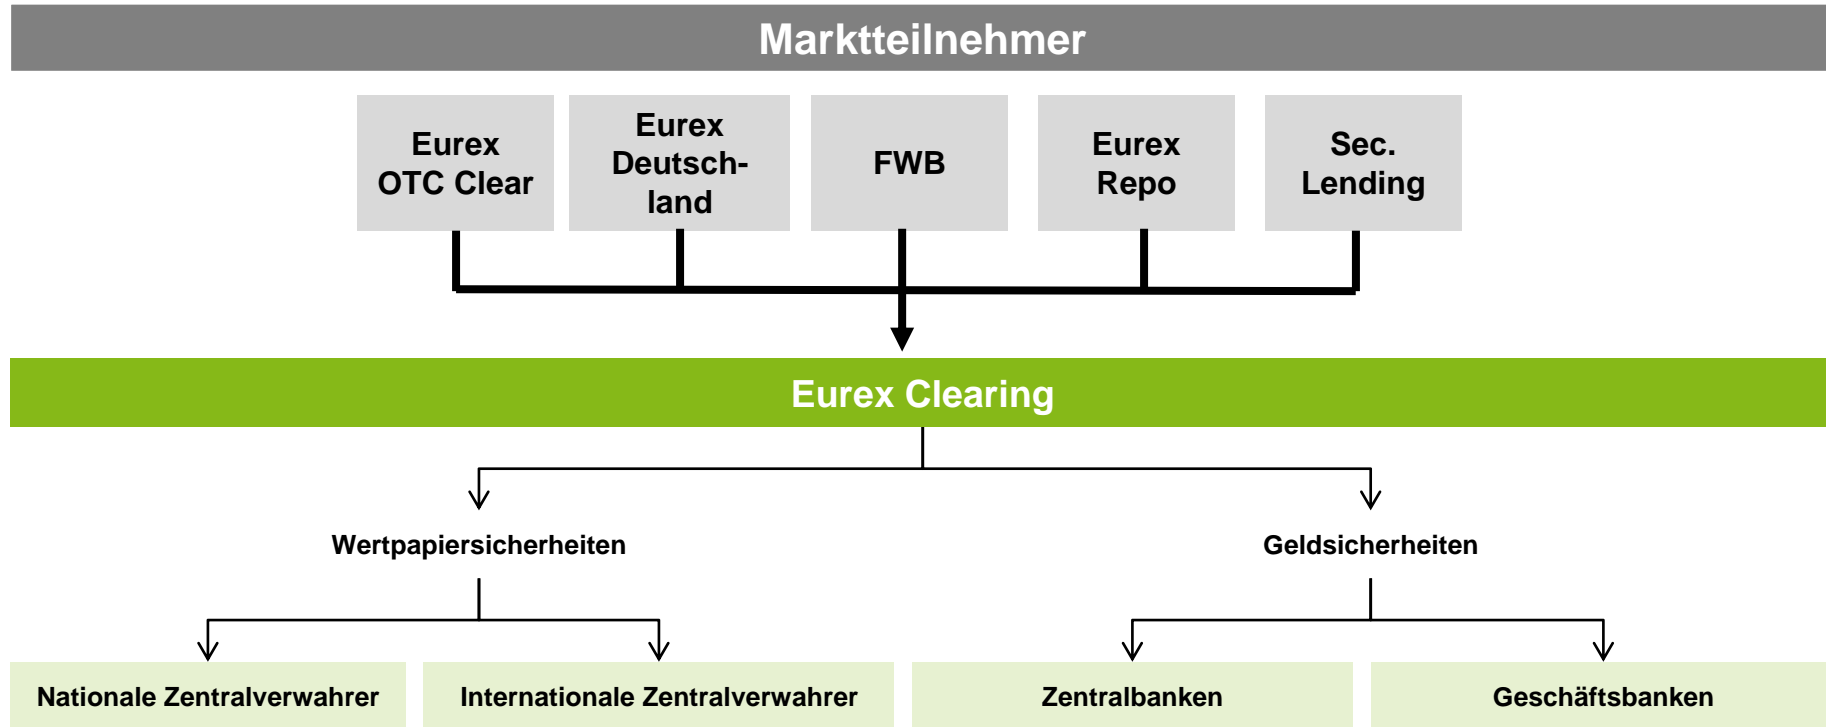 Marktteilnehmer
Eurex
OTC Clear
Eurex
Deutsch-
land
FWB
Eurex
Repo
Sec.
Lending
Eurex Clearing
Wertpapiersicherheiten
Geldsicherheiten
Nationale Zentralverwahrer
Internationale Zentralverwahrer
Zentralbanken
Geschäftsbanken